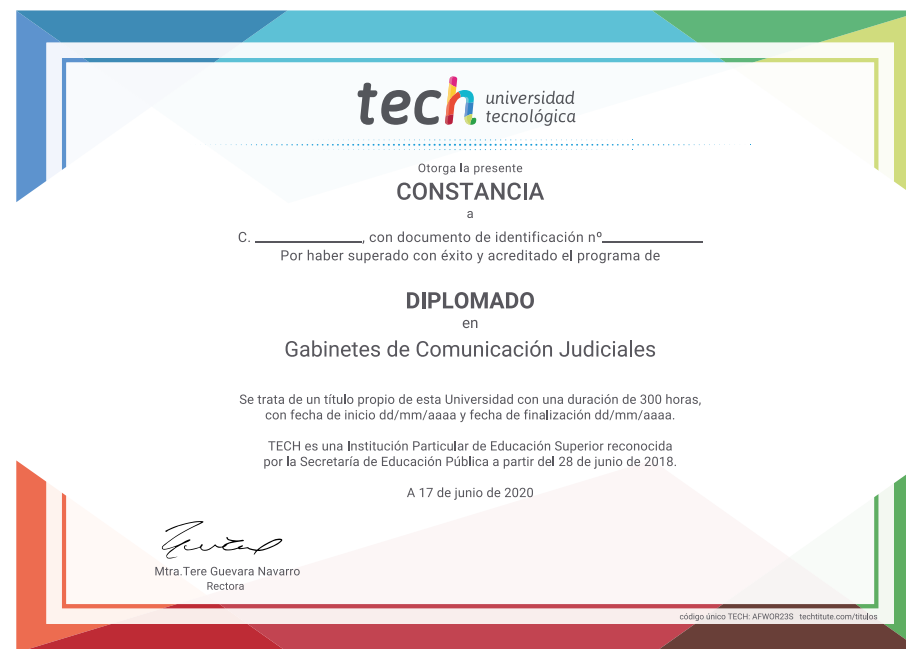 tech universidad
tecnológica
Otorga la presente
CONSTANCIA
a
C. ____________, con documento de identificación nº____________
Por haber superado con éxito y acreditado el programa de
DIPLOMADO
en
Gabinetes de Comunicación Judiciales
Se trata de un título propio de esta Universidad con una duración de 300 horas,
con fecha de inicio dd/mm/aaaa y fecha de finalización dd/mm/aaaa.
TECH es una Institución Particular de Educación Superior reconocida
por la Secretaría de Educación Pública a partir del 28 de junio de 2018.
A 17 de junio de 2020
Mtra.Tere Guevara Navarro
Rectora
código único TECH: AFWOR23S techtitute.com/titulos